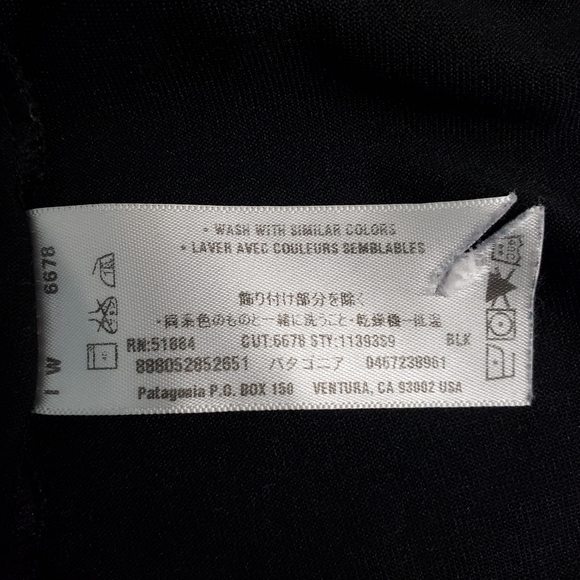 • WASH WITH SIMILAR COLORS
• LAVER AVEC COULEURS SEMBLABLES
飾り付け部分を除く
・同系色のものと一緒に洗うこと・乾燥機一低温
RN:51884 CUT:6678 STY:11393S9 BLK
888052852651 パタゴニア 0467238961
Patagonia P.O. BOX 150 VENTURA, CA 93002 USA
I W 6678